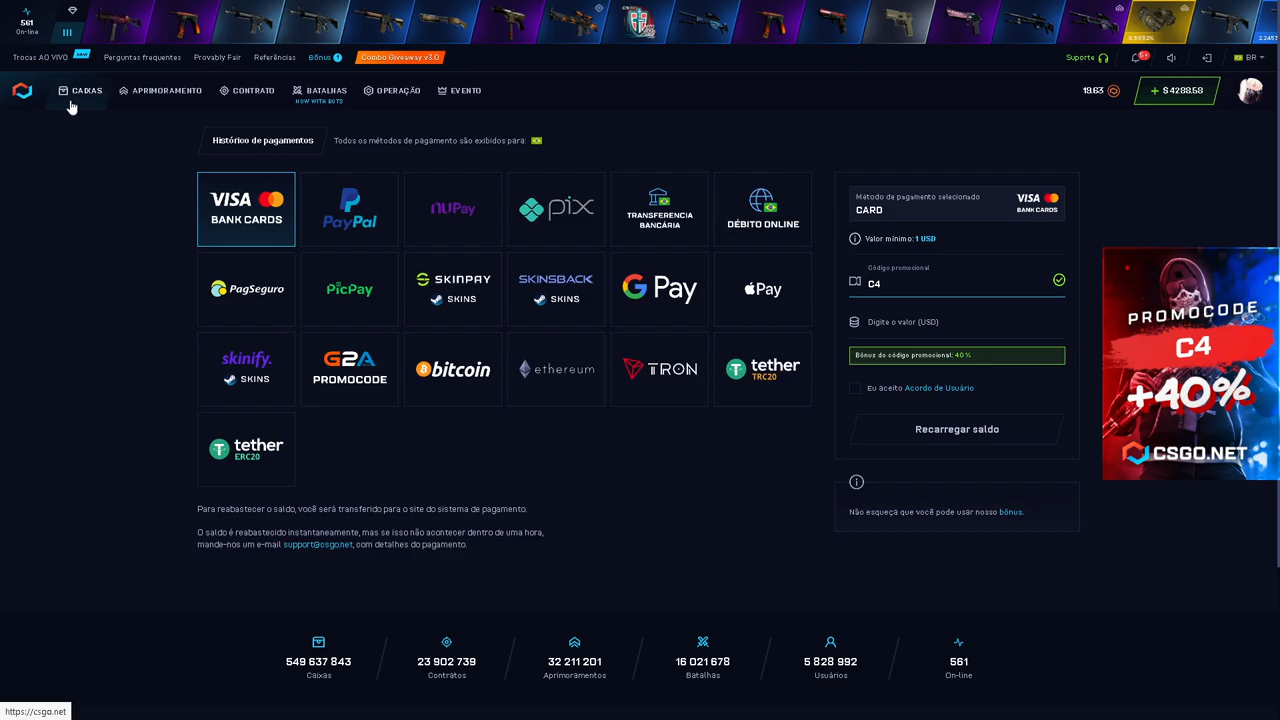 561
On-line
0.5682%
2.2453
Trocas AO VIVO
NEW
Perguntas frequentes
Provably Fair
Referências
Bônus
Combo Giveaway v3.0
Suporte
5+
BR
CAIXAS
APRIMORAMENTO
CONTRATO
BATALHAS
NOW WITH BOTS
OPERAÇÃO
EVENTO
19.63
+ $ 4288.58
Histórico de pagamentos
Todos os métodos de pagamento são exibidos para:
VISA
BANK CARDS
PayPal
nuPay
pix
TRANSFERENCIA
BANCÁRIA
DÉBITO ONLINE
PagSeguro
PicPay
SKINPAY
SKINS
SKINSBACK
SKINS
G Pay
Pay
skinify.
SKINS
G2A
PROMOCODE
bitcoin
ethereum
TRON
tether
TRC20
tether
ERC20
Método de pagamento selecionado
CARD
VISA
BANK CARDS
Valor mínimo: 1 USD
Código promocional
C4
Digite o valor (USD)
Bônus do código promocional: 40%
Eu aceito Acordo de Usuário
Recarregar saldo
Não esqueça que você pode usar nosso bônus.
PROMOCODE
C4
+40%
CSGO.NET
Para reabastecer o saldo, você será transferido para o site do sistema de pagamento.
O saldo é reabastecido instantaneamente, mas se isso não acontecer dentro de uma hora,
mande-nos um e-mail support@csgo.net, com detalhes do pagamento.
549 637 843
Caixas
23 902 739
Contratos
32 211 201
Aprimoramentos
16 021 678
Batalhas
5 828 992
Usuários
561
On-line
https://csgo.net